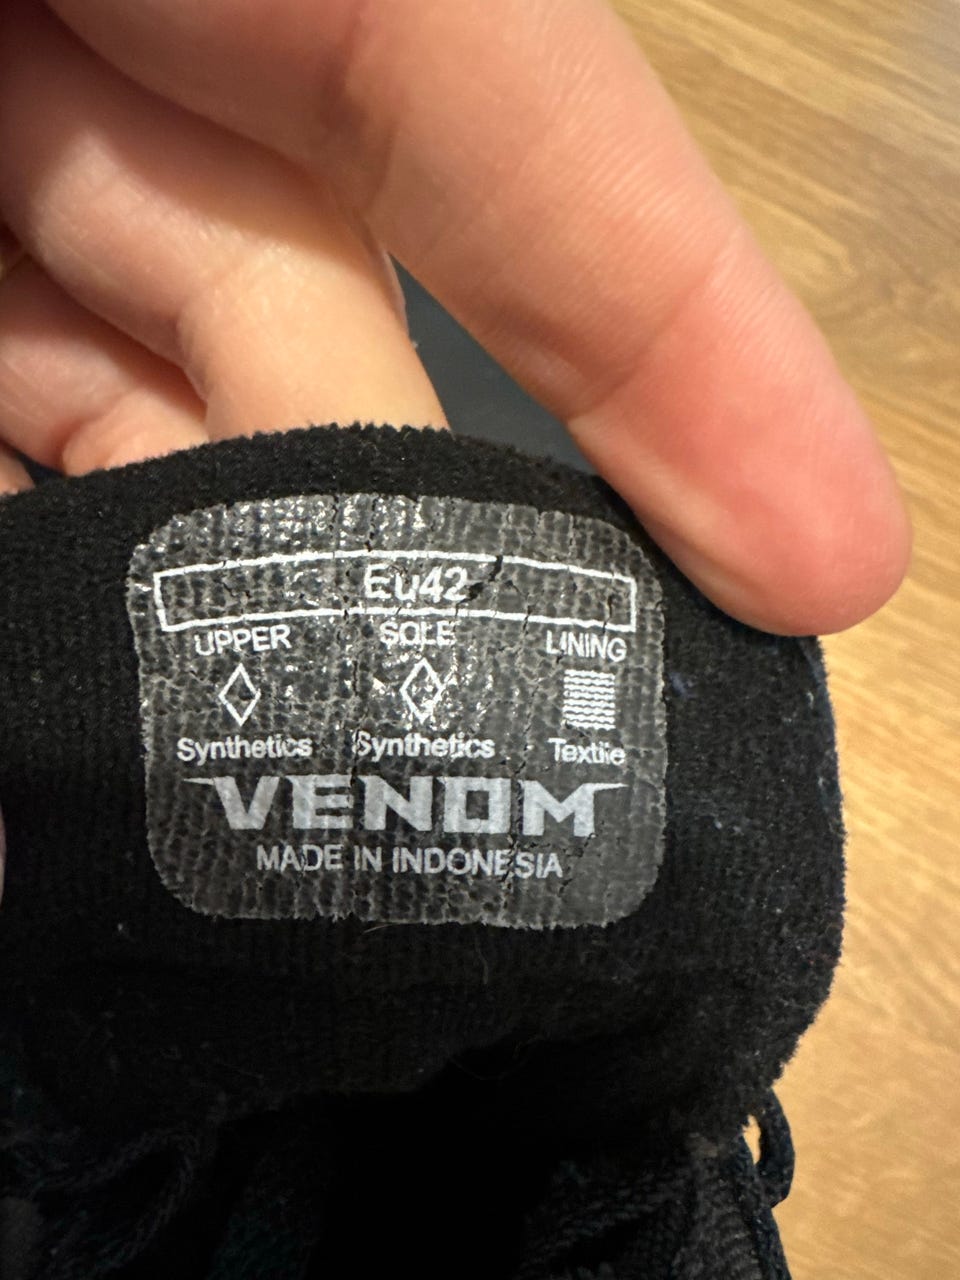 Eu42
UPPER SOLE LINING
Synthetics Synthetics Textile
VENOM
MADE IN INDONESIA